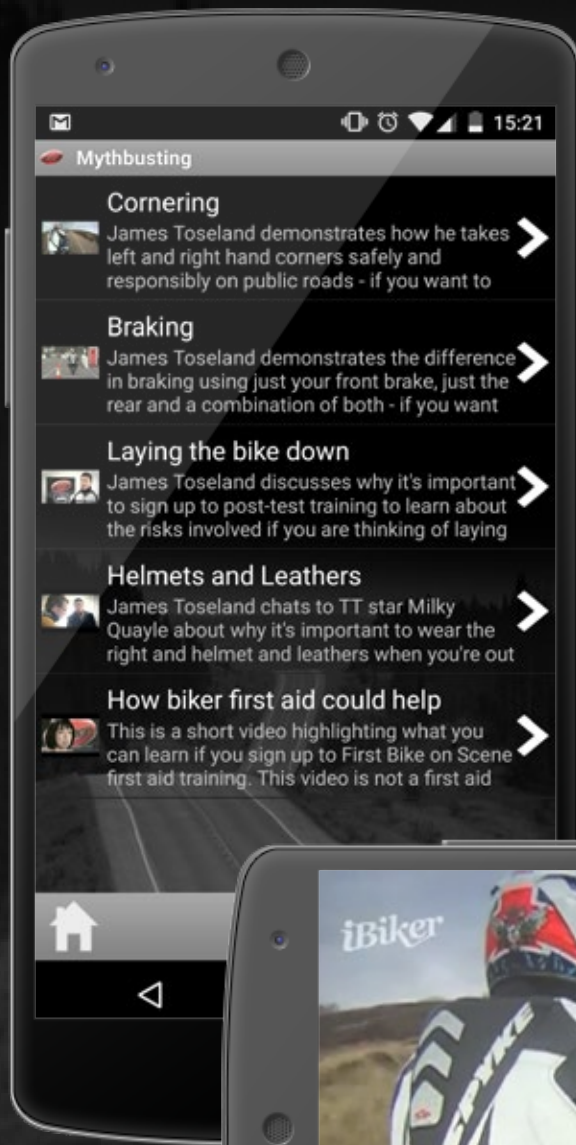 15:21
Mythbusting
Cornering
James Toseland demonstrates how he takes
left and right hand corners safely and
responsibly on public roads - if you want to
Braking
James Toseland demonstrates the difference
in braking using just your front brake, just the
rear and a combination of both - if you want
Laying the bike down
James Toseland discusses why it's important
to sign up to post-test training to learn about
the risks involved if you are thinking of laying
Helmets and Leathers
James Toseland chats to TT star Milky
Quayle about why it's important to wear the
right and helmet and leathers when you're out
How biker first aid could help
This is a short video highlighting what you
can learn if you sign up to First Bike on Scene
first aid training. This video is not a first aid
iBiker
SPYKE